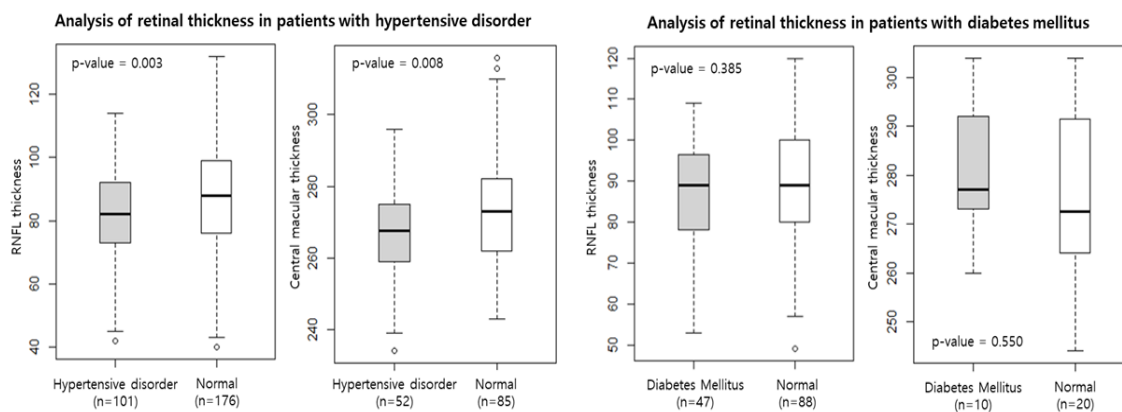 Analysis of retinal thickness in patients with hypertensive disorder
p-value = 0.003
RNFL thickness
120
100
80
60
40
Hypertensive disorder
(n=101)
Normal
(n=176)
p-value = 0.008
Central macular thickness
300
280
260
240
Hypertensive disorder
(n=52)
Normal
(n=85)
Analysis of retinal thickness in patients with diabetes mellitus
p-value = 0.385
RNFL thickness
120
110
100
90
80
70
60
50
Diabetes Mellitus
(n=47)
Normal
(n=88)
Central macular thickness
300
290
280
270
260
250
p-value = 0.550
Diabetes Mellitus
(n=10)
Normal
(n=20)